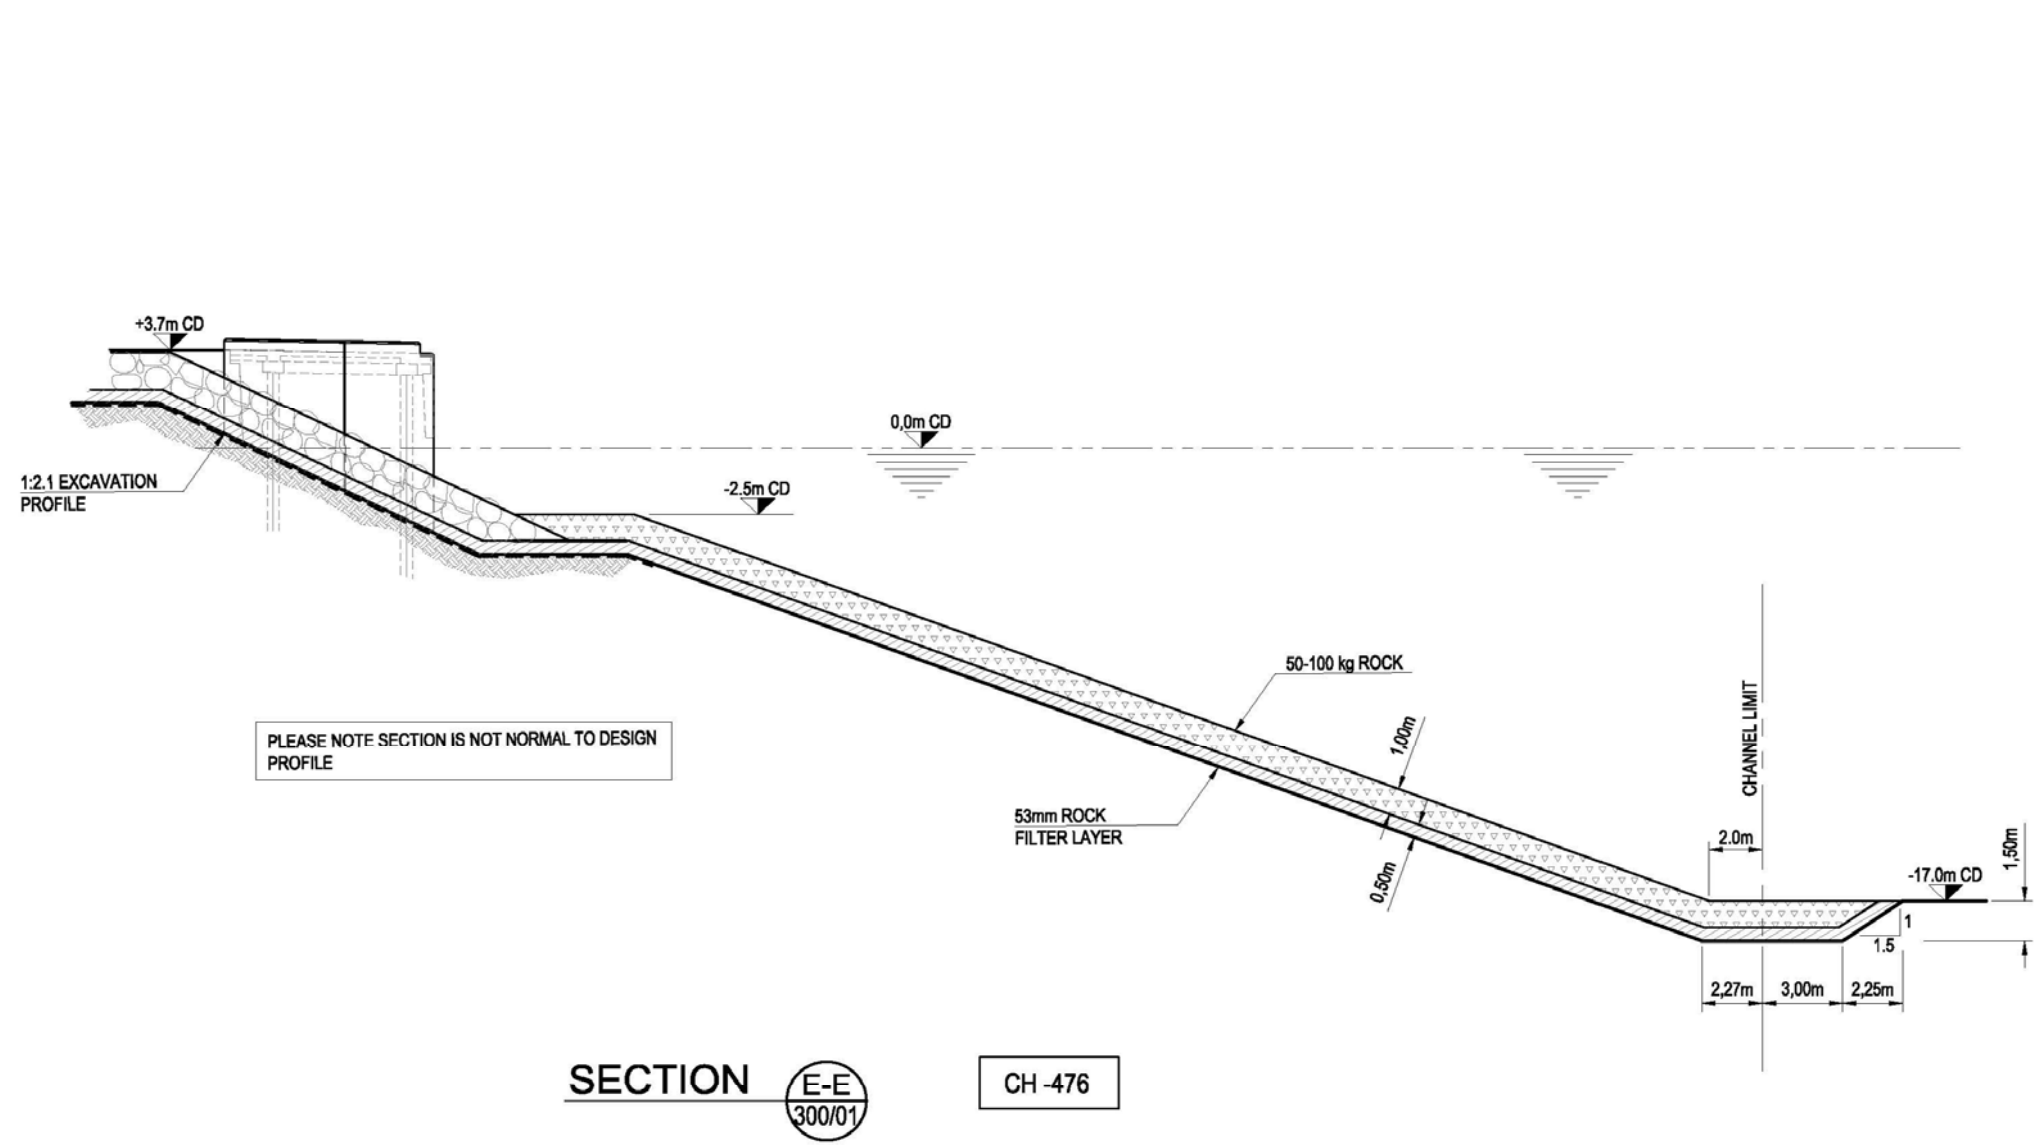 +3.7m CD
0,0m CD
1:2.1 EXCAVATION
PROFILE
-2.5m CD
50-100 kg ROCK
CHANNEL LIMIT
1,00m
PLEASE NOTE SECTION IS NOT NORMAL TO DESIGN
PROFILE
53mm ROCK
FILTER LAYER
2.0m
1,50m
0,50m
-17.0m CD
1
1.5
2,27m
3,00m
2,25m
SECTION
E-E
300/01
CH -476